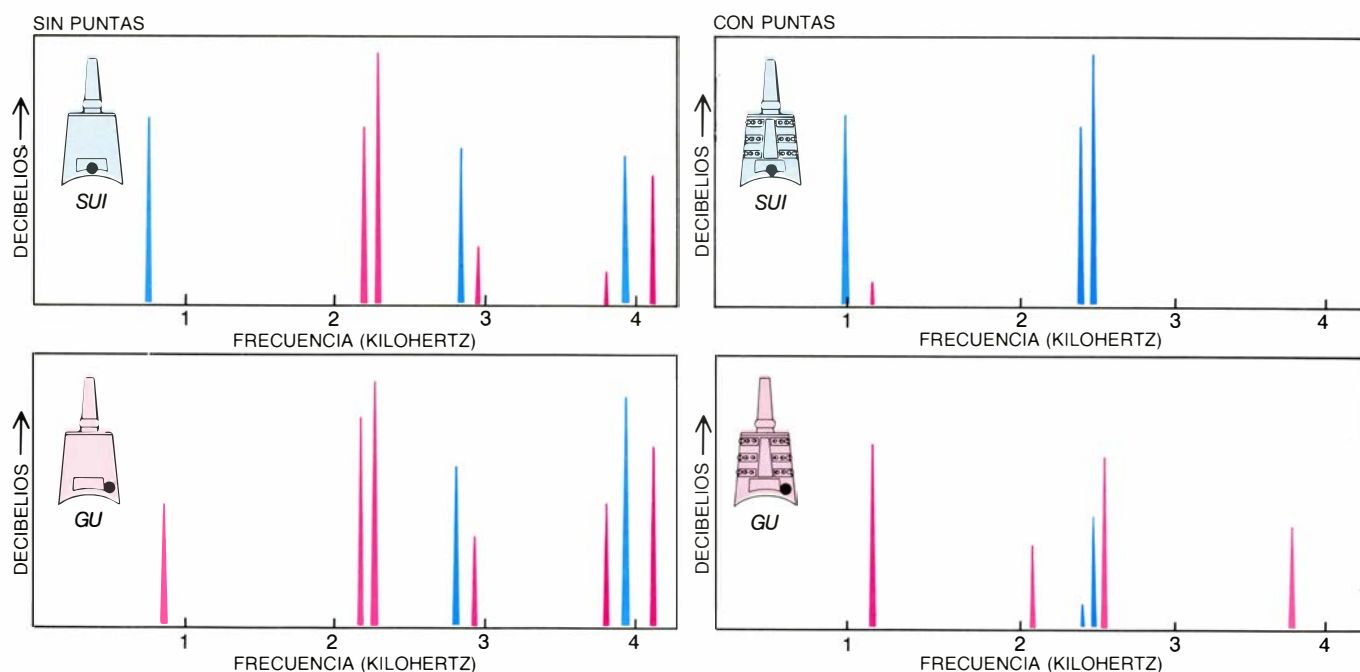 SIN PUNTAS
DECIBELIOS
SUI
1 2 3 4
FRECUENCIA (KILOHERTZ)
CON PUNTAS
DECIBELIOS
SUI
1 2 3 4
FRECUENCIA (KILOHERTZ)
DECIBELIOS
GU
1 2 3 4
FRECUENCIA (KILOHERTZ)
DECIBELIOS
GU
1 2 3 4
FRECUENCIA (KILOHERTZ)